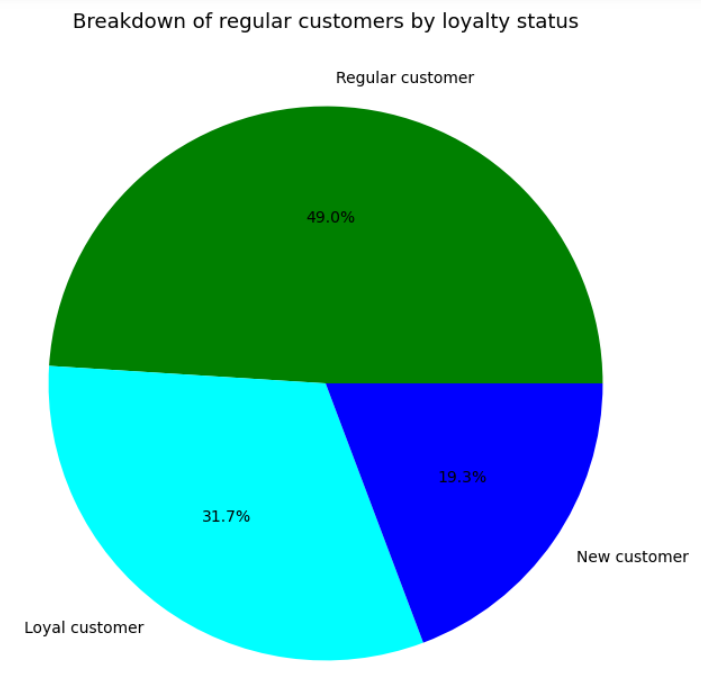 Breakdown of regular customers by loyalty status
Regular customer
49.0%
19.3%
31.7%
New customer
Loyal customer